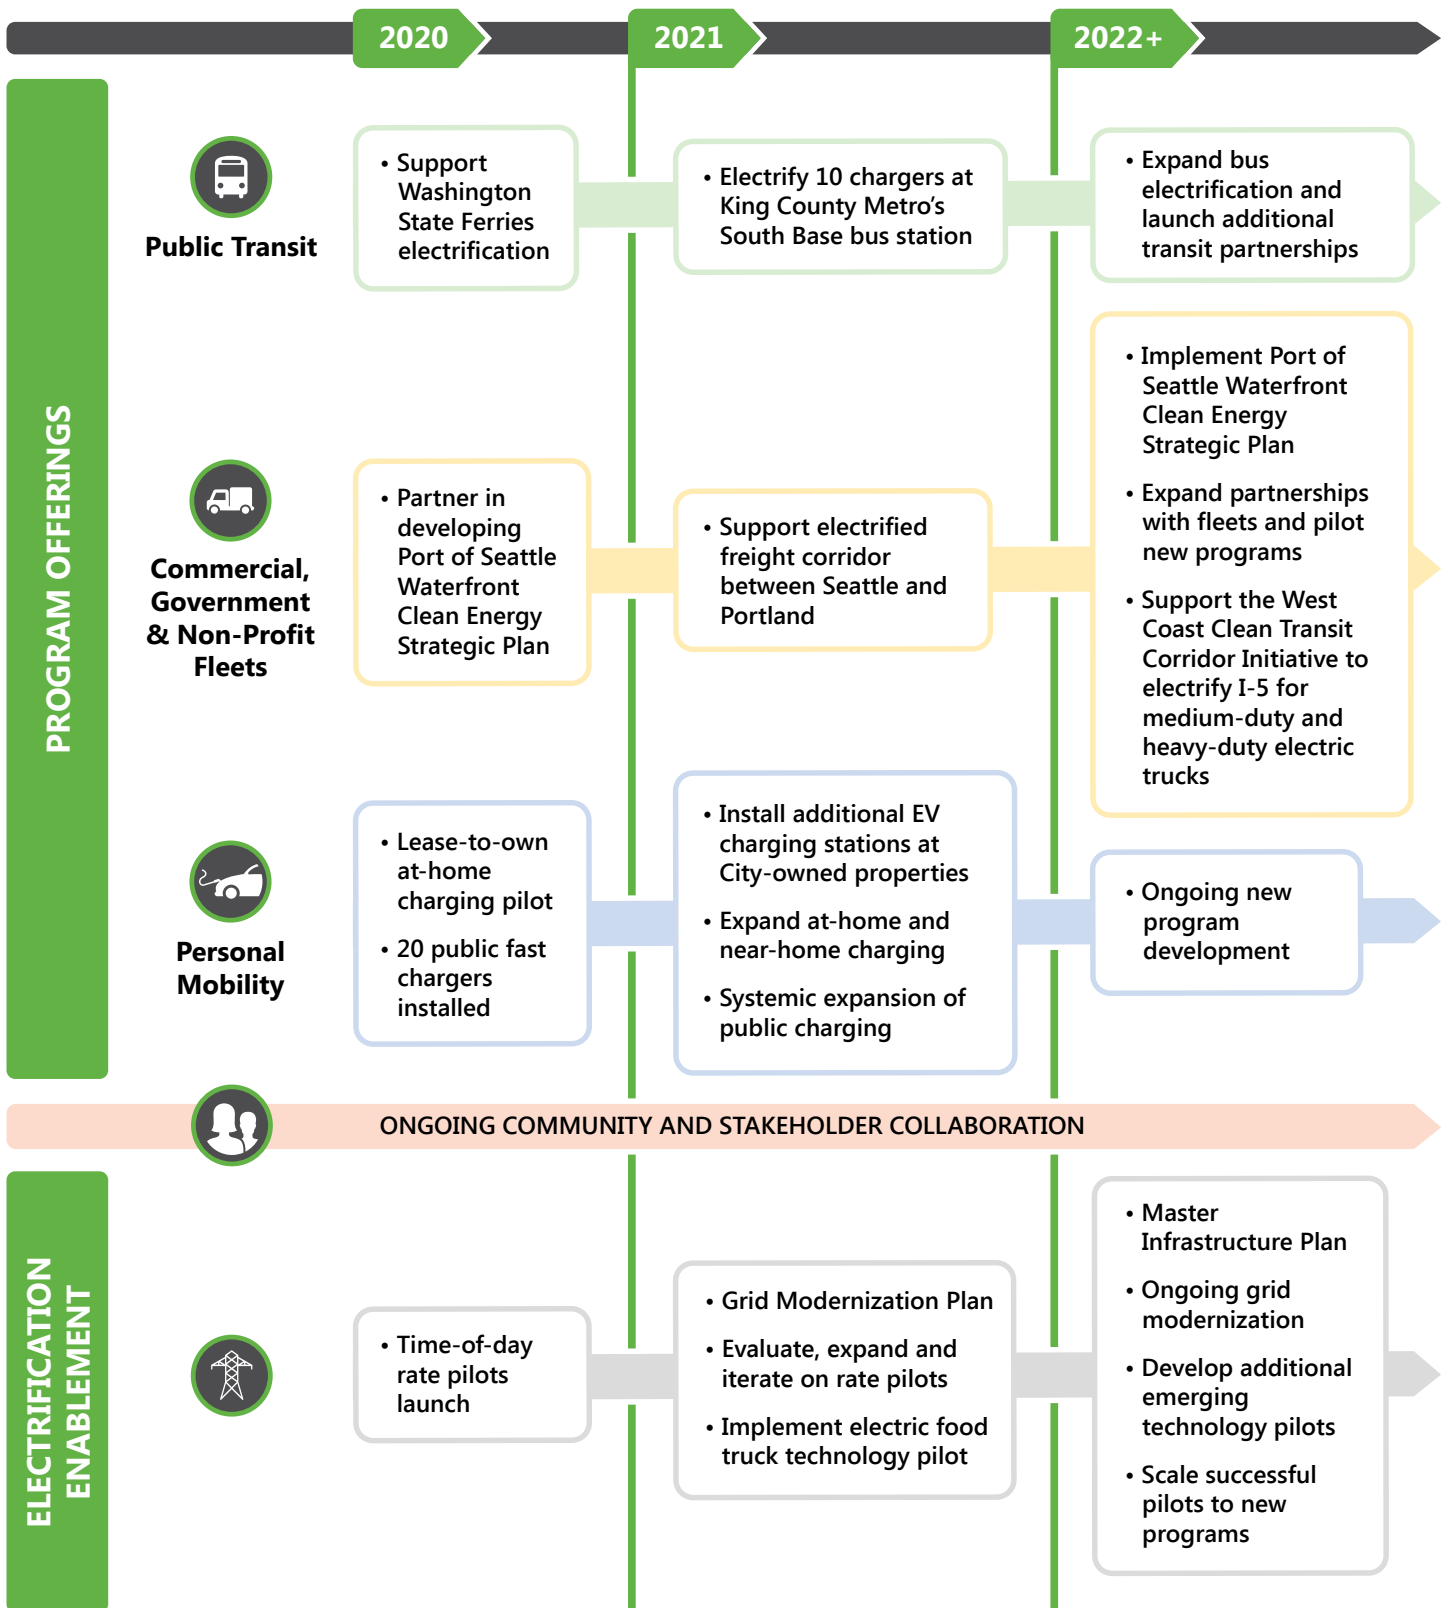 2020
2021
2022+
PROGRAM OFFERINGS
Public Transit
• Support
Washington
State Ferries
electrification
• Electrify 10 chargers at
King County Metro’s
South Base bus station
• Expand bus
electrification and
launch additional
transit partnerships
Commercial,
Government
& Non-Profit
Fleets
• Partner in
developing
Port of Seattle
Waterfront
Clean Energy
Strategic Plan
• Support electrified
freight corridor
between Seattle and
Portland
• Implement Port of
Seattle Waterfront
Clean Energy
Strategic Plan
• Expand partnerships
with fleets and pilot
new programs
• Support the West
Coast Clean Transit
Corridor Initiative to
electrify I-5 for
medium-duty and
heavy-duty electric
trucks
Personal
Mobility
• Lease-to-own
at-home
charging pilot
• 20 public fast
chargers
installed
• Install additional EV
charging stations at
City-owned properties
• Expand at-home and
near-home charging
• Systemic expansion of
public charging
• Ongoing new
program
development
ONGOING COMMUNITY AND STAKEHOLDER COLLABORATION
ELECTRIFICATION
ENABLEMENT
• Time-of-day
rate pilots
launch
• Grid Modernization Plan
• Evaluate, expand and
iterate on rate pilots
• Implement electric food
truck technology pilot
• Master
Infrastructure Plan
• Ongoing grid
modernization
• Develop additional
emerging
technology pilots
• Scale successful
pilots to new
programs